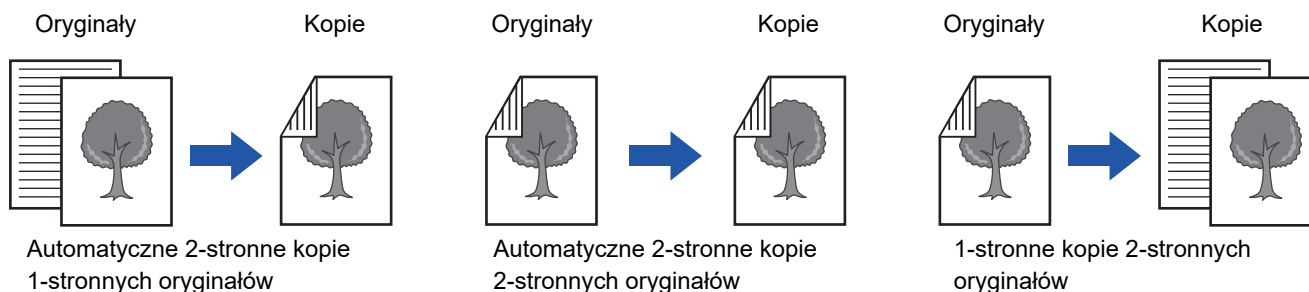 Oryginały Kopie Oryginały Kopie Oryginały Kopie
Automatyczne 2-stronne kopie
1-stronnych oryginałów
Automatyczne 2-stronne kopie
2-stronnych oryginałów
1-stronne kopie 2-stronnych
oryginałów